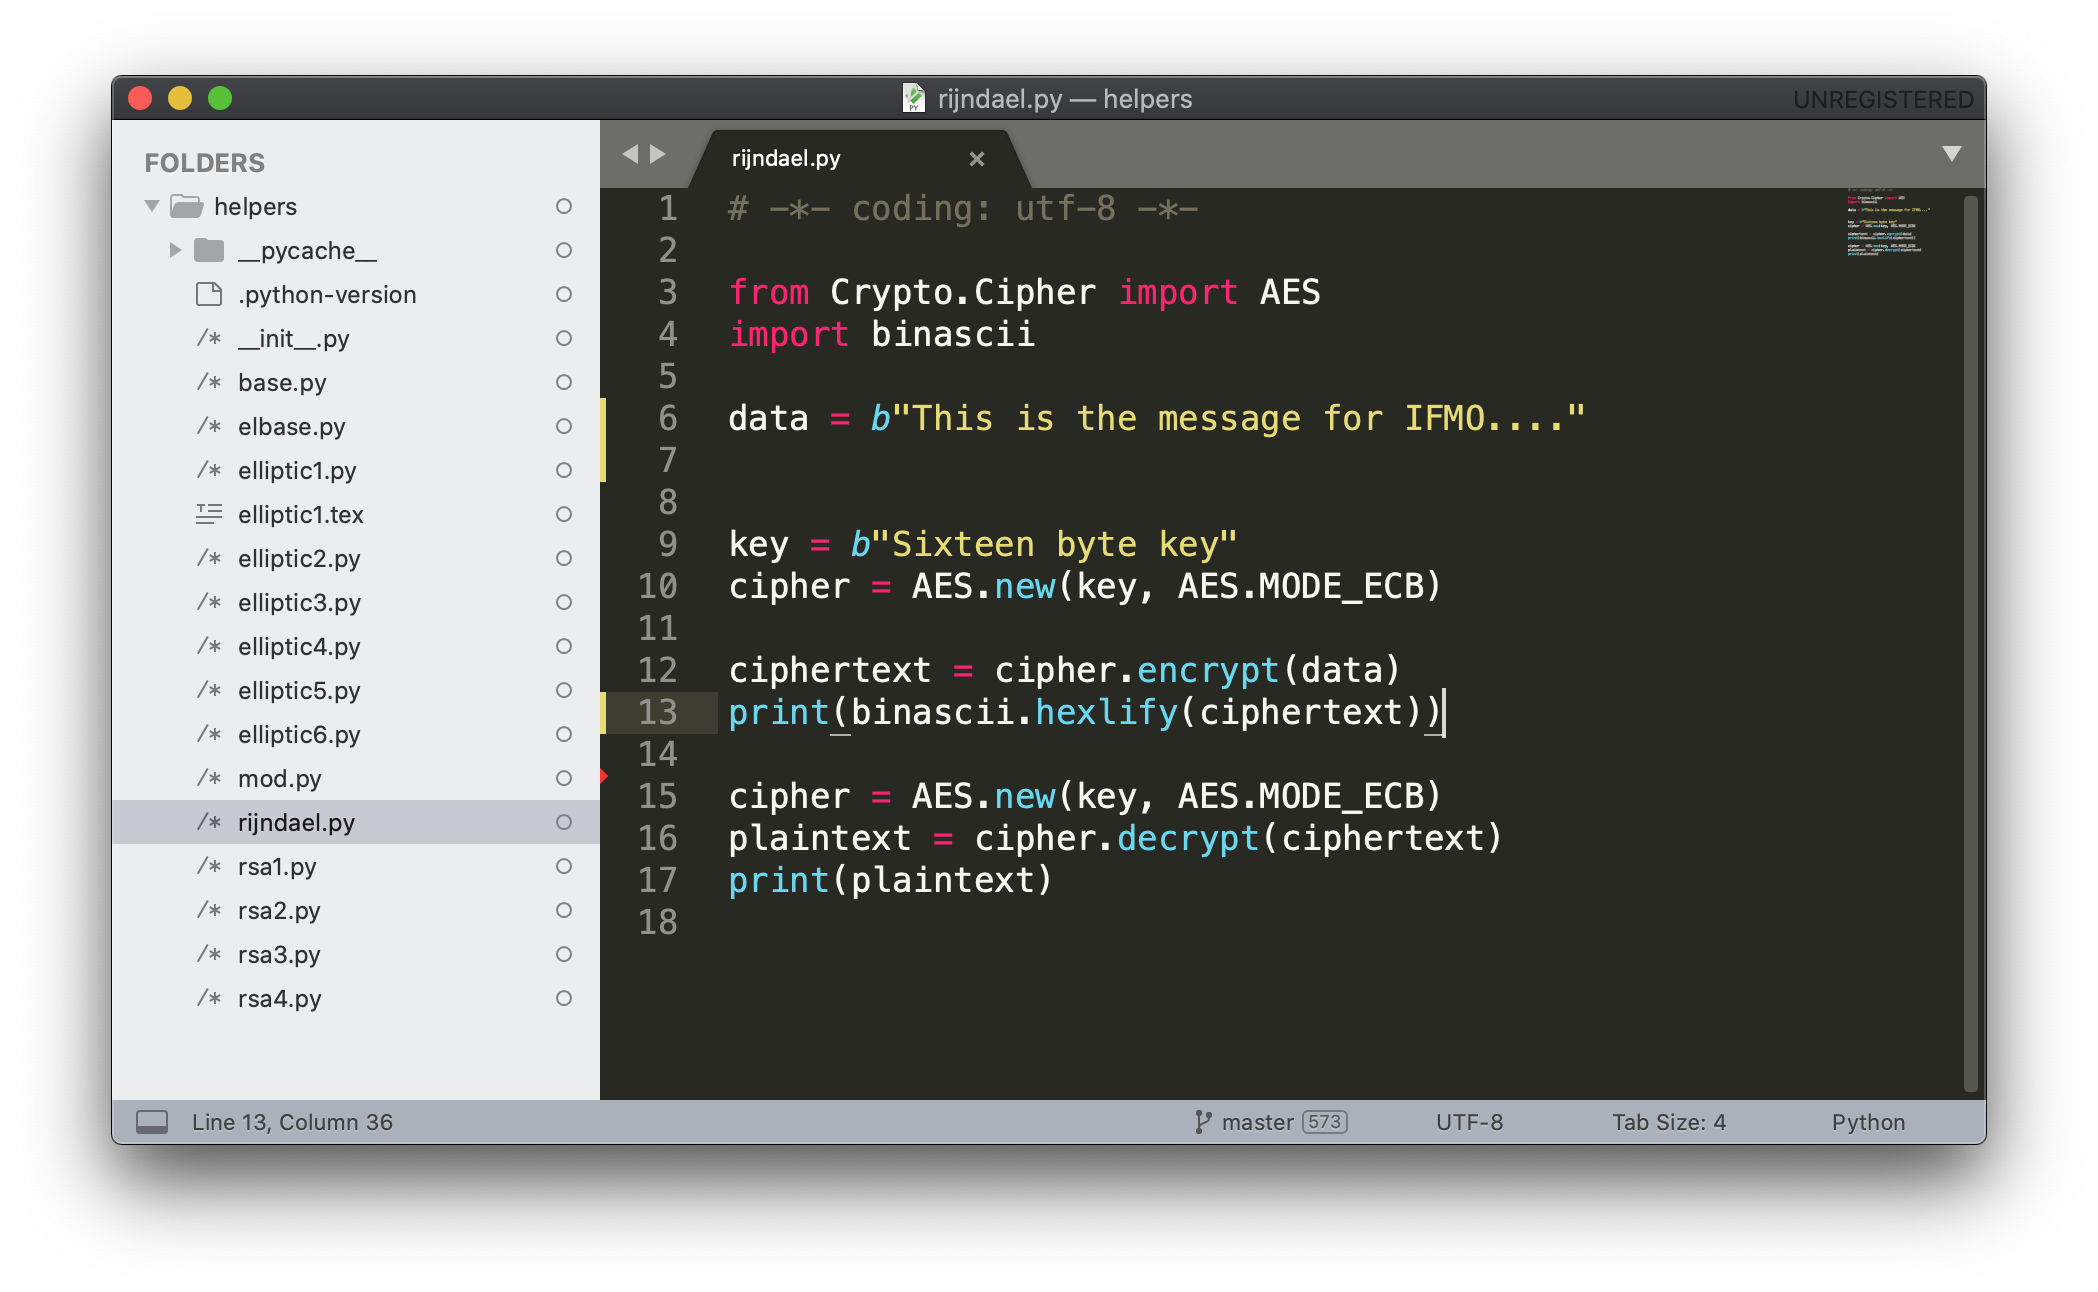 rijndael.py — helpers
UNREGISTERED
FOLDERS
helpers
__pycache__
.python-version
/* __init__.py
/* base.py
/* elbase.py
/* elliptic1.py
elliptic1.tex
/* elliptic2.py
/* elliptic3.py
/* elliptic4.py
/* elliptic5.py
/* elliptic6.py
/* mod.py
/* rijndael.py
/* rsa1.py
/* rsa2.py
/* rsa3.py
/* rsa4.py
rijndael.py ×
1 # -*- coding: utf-8 -*-
2
3 from Crypto.Cipher import AES
4 import binascii
5
6 data = b"This is the message for IFMO...."
7
8
9 key = b"Sixteen byte key"
10 cipher = AES.new(key, AES.MODE_ECB)
11
12 ciphertext = cipher.encrypt(data)
13 print(binascii.hexlify(ciphertext))
14
15 cipher = AES.new(key, AES.MODE_ECB)
16 plaintext = cipher.decrypt(ciphertext)
17 print(plaintext)
18
Line 13, Column 36
master 573
UTF-8
Tab Size: 4
Python